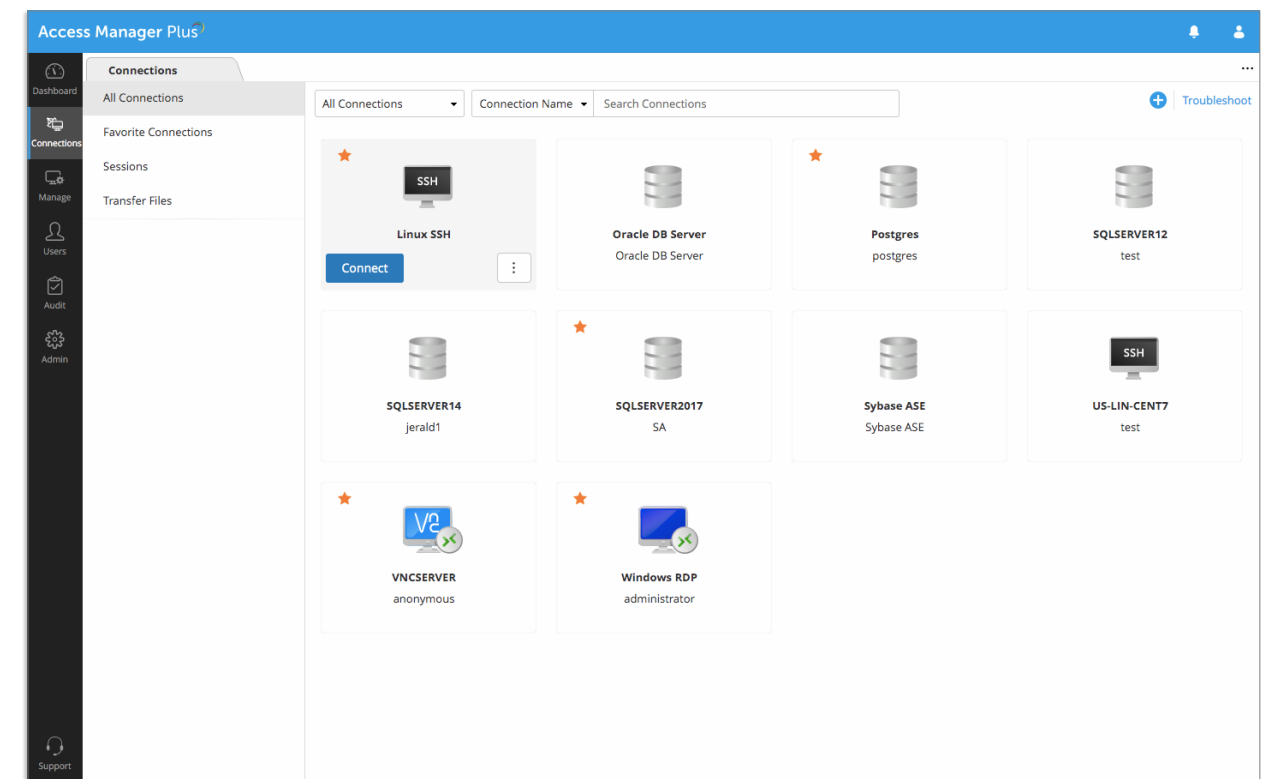 Access Manager Plus
Dashboard
Connections
Manage
Users
Audit
Admin
Support
Connections
...
All Connections
Favorite Connections
Sessions
Transfer Files
All Connections
Connection Name
Search Connections
Troubleshoot
SSH
Linux SSH
Connect
Oracle DB Server
Oracle DB Server
Postgres
postgres
SQLSERVER12
test
SQLSERVER14
jerald1
SQLSERVER2017
SA
Sybase ASE
Sybase ASE
SSH
US-LIN-CENT7
test
VNCSERVER
anonymous
Windows RDP
administrator